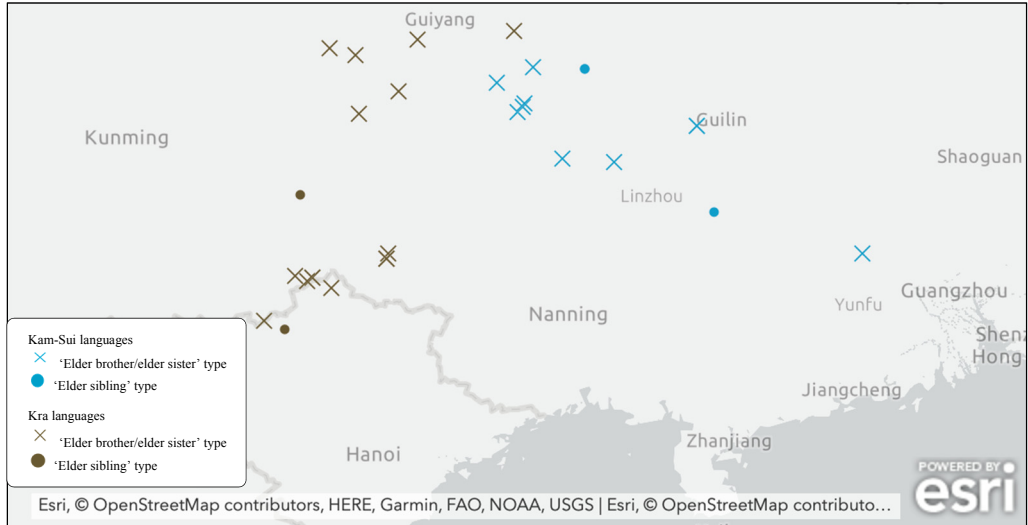 Guiyang
Kunming
Guilin
Shaoguan
Linzhou
Nanning
Yunfu
Guangzhou
Shenz
Hong
Jiangcheng
Zhanjiang
Hanoi
Kam-Sui languages
‘Elder brother/elder sister’ type
‘Elder sibling’ type
Kra languages
‘Elder brother/elder sister’ type
‘Elder sibling’ type
POWERED BY
esri
Esri, © OpenStreetMap contributors, HERE, Garmin, FAO, NOAA, USGS | Esri, © OpenStreetMap contributo...